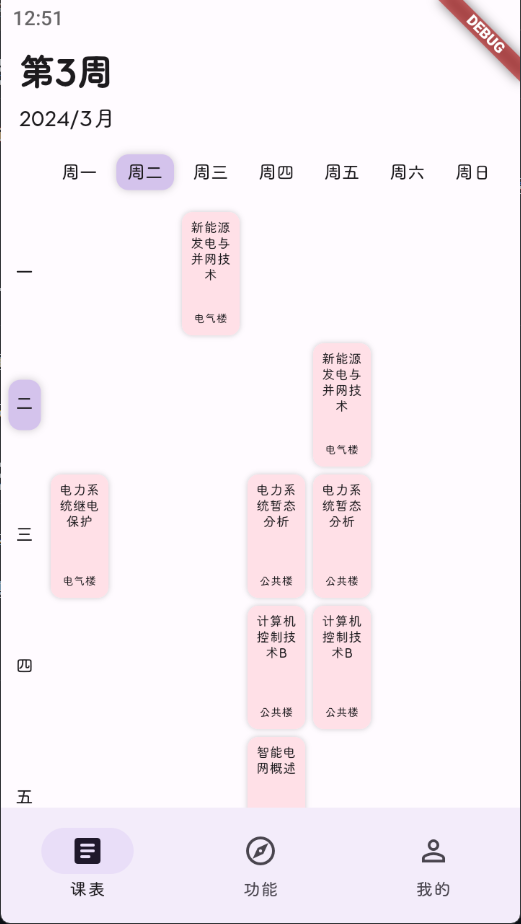 12:51
DEBUG
第3周
2024/3月
周一 周二 周三 周四 周五 周六 周日
一
新能源
发电与
并网技
术
电气楼
二
新能源
发电与
并网技
术
电气楼
三
电力系
统继电
保护
电气楼
电力系
统暂态
分析
公共楼
电力系
统暂态
分析
公共楼
四
计算机
控制技
术B
公共楼
计算机
控制技
术B
公共楼
五
智能电
网概述
课表 功能 我的